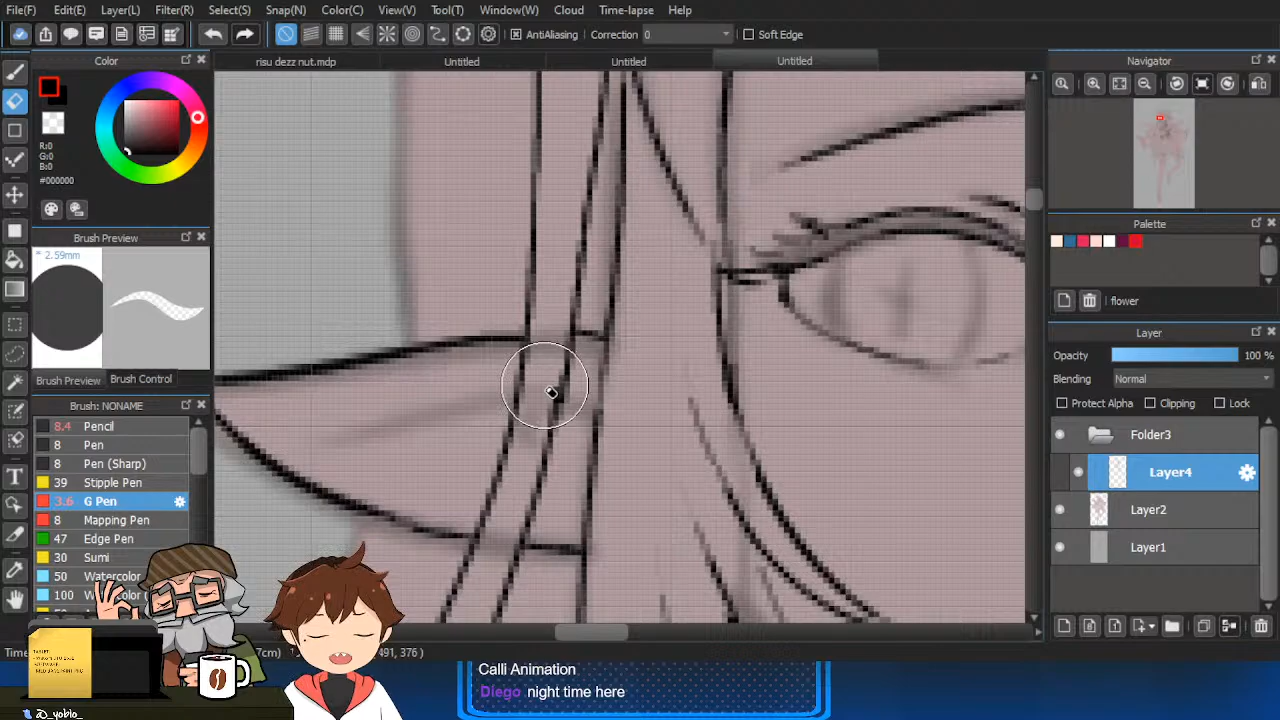 File(F) Edit(E) Layer(L) Filter(R) Select(S) Snap(N) Color(C) View(V) Tool(T) Window(W) Cloud Time-lapse Help
AntiAliasing Correction 0 Soft Edge
Color
risu dezz nut.mdp Untitled Untitled Untitled
Navigator
R:0
G:0
B:0
#000000
Brush Preview
* 2.59mm
Brush Preview Brush Control
Brush: NONAME
8.4 Pencil
8 Pen
8 Pen (Sharp)
39 Stipple Pen
3.6 G Pen
8 Mapping Pen
47 Edge Pen
30 Sumi
50 Watercolor
100 Watercolor
Palette
flower
Layer
Opacity 100 %
Blending Normal
Protect Alpha Clipping Lock
Folder3
Layer4
Layer2
Layer1
7cm) 491, 376 )
Calli Animation
Diego night time here